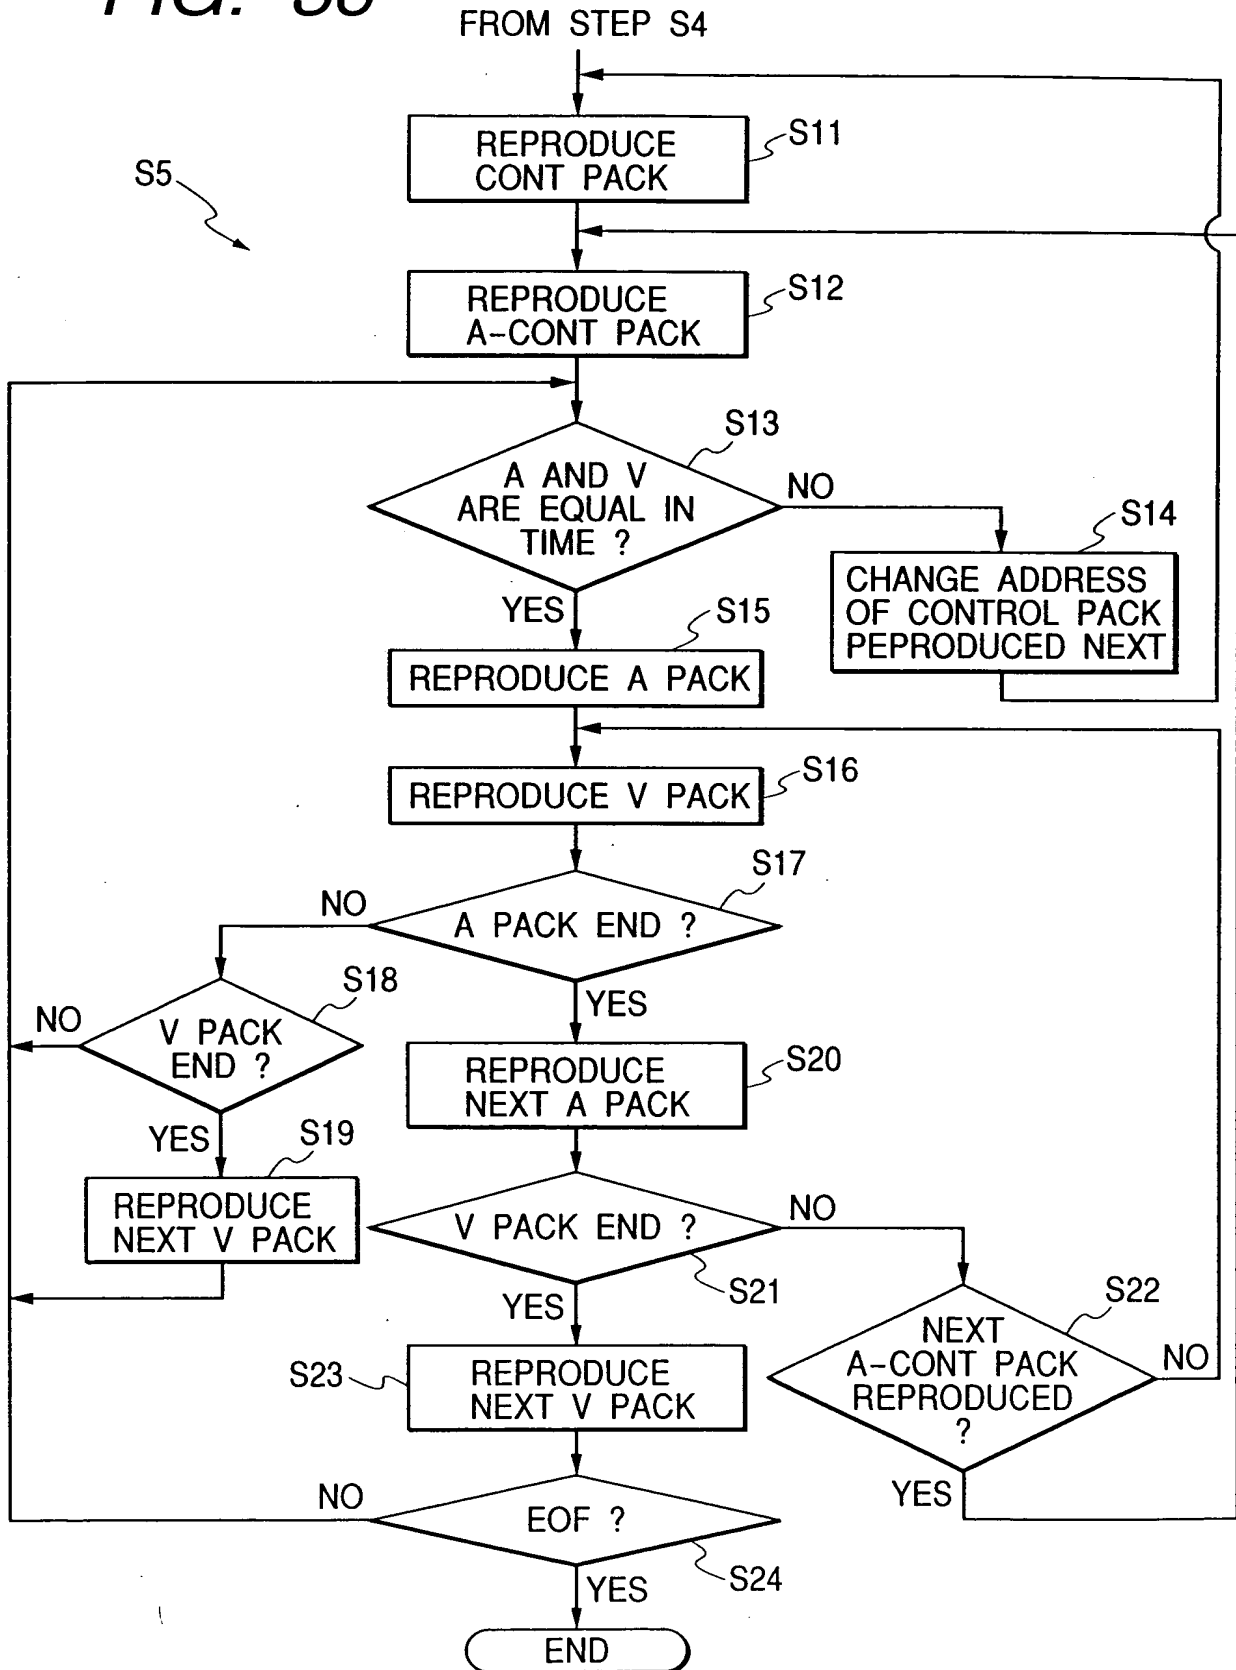 FIG.
FROM STEP S4
REPRODUCE
CONT PACK
S11
S5
REPRODUCE
A-CONT PACK
S12
A AND V
ARE EQUAL IN
TIME ?
S13
NO
S14
CHANGE ADDRESS
OF CONTROL PACK
PEPRODUCED NEXT
YES
S15
REPRODUCE A PACK
REPRODUCE V PACK
S16
A PACK END ?
S17
NO
V PACK
END ?
S18
NO
YES
YES
S19
REPRODUCE
NEXT V PACK
REPRODUCE
NEXT A PACK
S20
V PACK END ?
NO
S21
YES
S22
NEXT
A-CONT PACK
REPRODUCED
?
NO
YES
S23
REPRODUCE
NEXT V PACK
EOF ?
NO
S24
YES
END